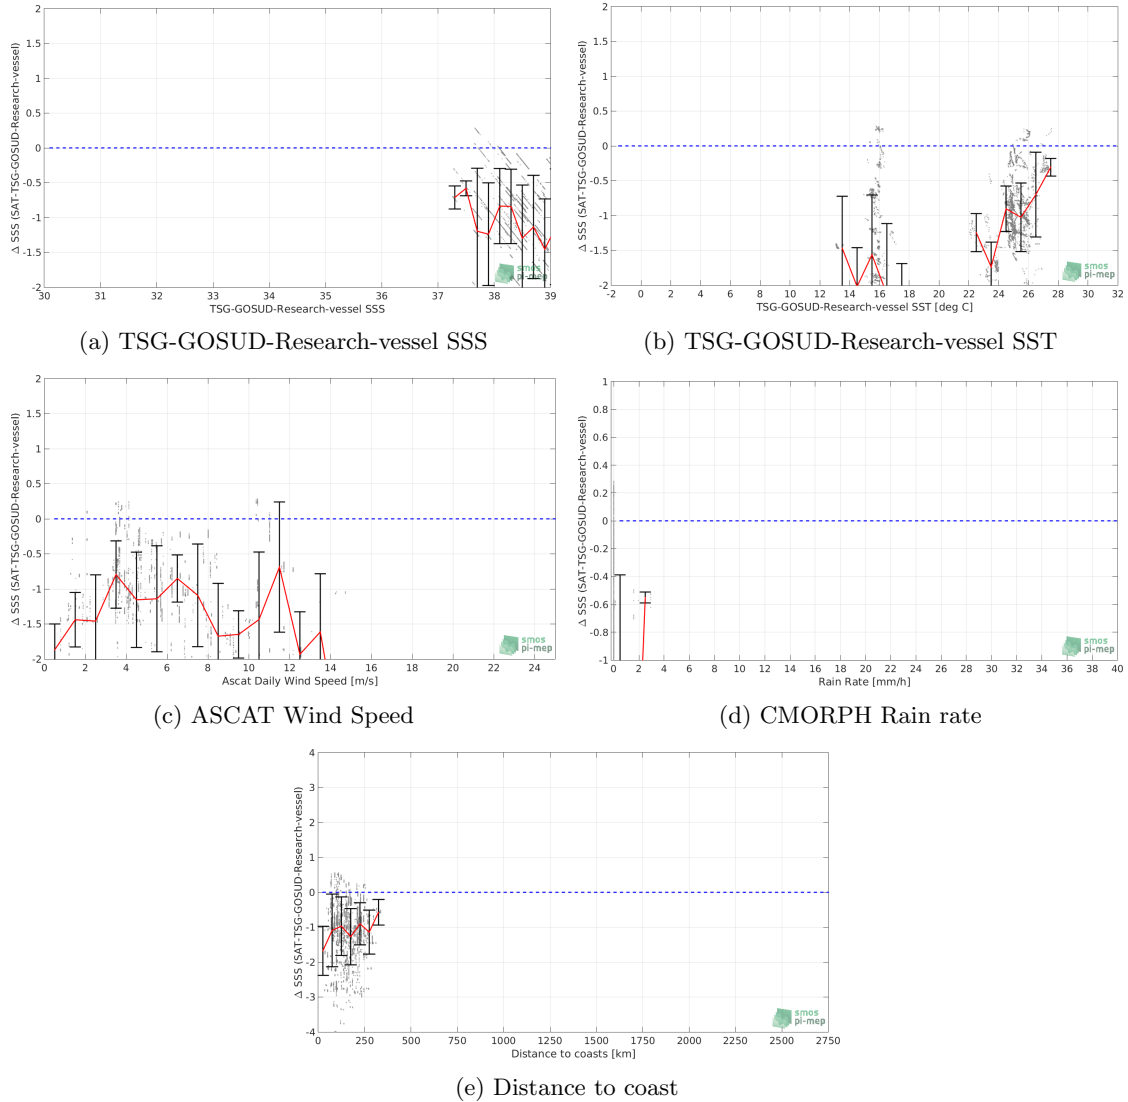 Δ SSS (SAT-TSG-GOSUD-Research-vessel)
2
1.5
1
0.5
0
-0.5
-1
-1.5
-2
30 31 32 33 34 35 36 37 38 39
TSG-GOSUD-Research-vessel SSS
smos
pi-mep
(a) TSG-GOSUD-Research-vessel SSS
Δ SSS (SAT-TSG-GOSUD-Research-vessel)
2
1.5
1
0.5
0
-0.5
-1
-1.5
-2
-2 0 2 4 6 8 10 12 14 16 18 20 22 24 26 28 30 32
TSG-GOSUD-Research-vessel SST [deg C]
smos
pi-mep
(b) TSG-GOSUD-Research-vessel SST
Δ SSS (SAT-TSG-GOSUD-Research-vessel)
2
1.5
1
0.5
0
-0.5
-1
-1.5
-2
0 2 4 6 8 10 12 14 16 18 20 22 24
Ascat Daily Wind Speed [m/s]
smos
pi-mep
(c) ASCAT Wind Speed
Δ SSS (SAT-TSG-GOSUD-Research-vessel)
1
0.8
0.6
0.4
0.2
0
-0.2
-0.4
-0.6
-0.8
-1
0 2 4 6 8 10 12 14 16 18 20 22 24 26 28 30 32 34 36 38 40
Rain Rate [mm/h]
smos
pi-mep
(d) CMORPH Rain rate
Δ SSS (SAT-TSG-GOSUD-Research-vessel)
4
3
2
1
0
-1
-2
-3
-4
0 250 500 750 1000 1250 1500 1750 2000 2250 2500 2750
Distance to coasts [km]
smos
pi-mep
(e) Distance to coast